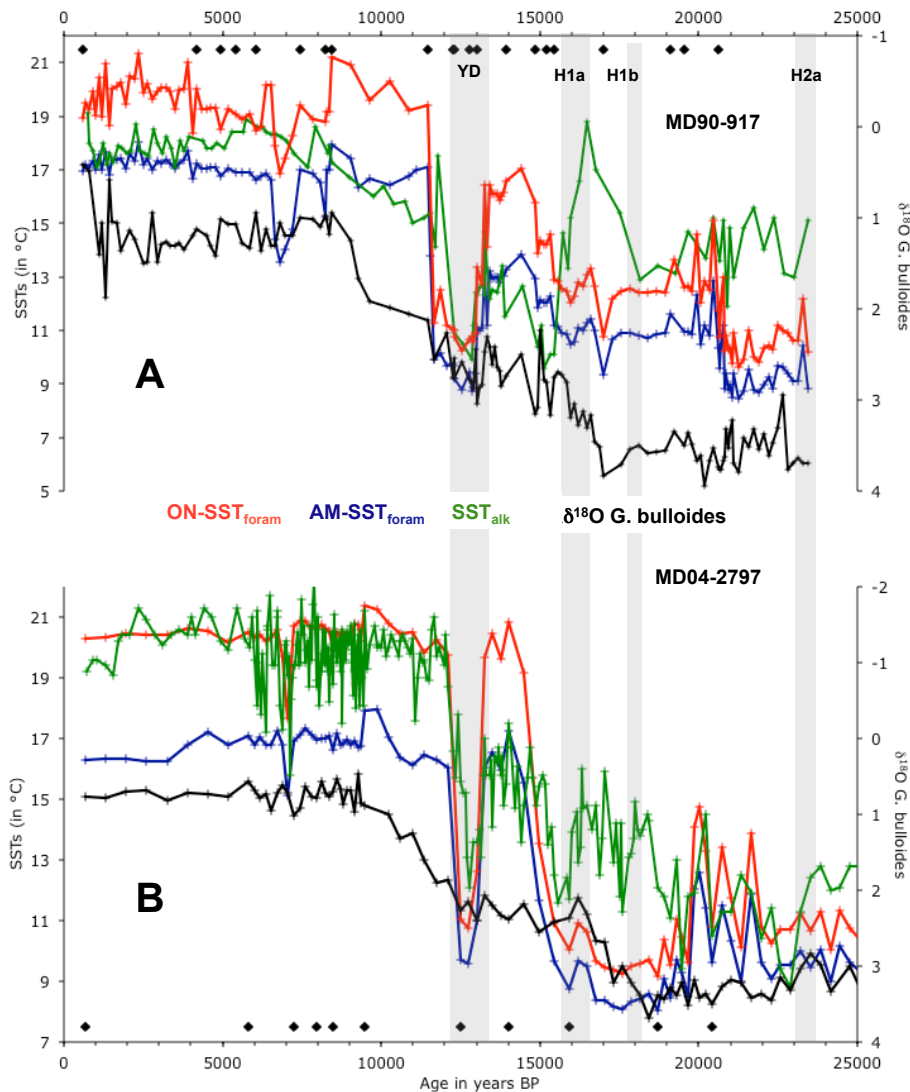 0 5000 10000 15000 20000 25000
-1
21
19
17
15
13
11
9
7
5
SSTs (in °C)
YD
H1a
H1b
H2a
MD90-917
0
1
2
3
4
δ¹⁸O G. bulloides
A
ON-SSTforam AM-SSTforam SSTalk δ¹⁸O G. bulloides
MD04-2797
-2
21
19
17
15
13
11
9
7
SSTs (in °C)
-1
0
1
2
3
4
δ¹⁸O G. bulloides
B
0 5000 10000 15000 20000 25000
Age in years BP